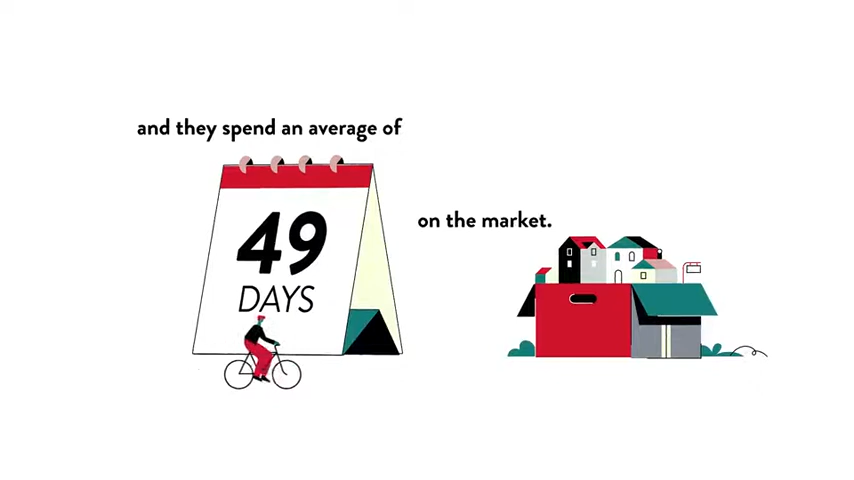 and they spend an average of
49
DAYS
on the market.